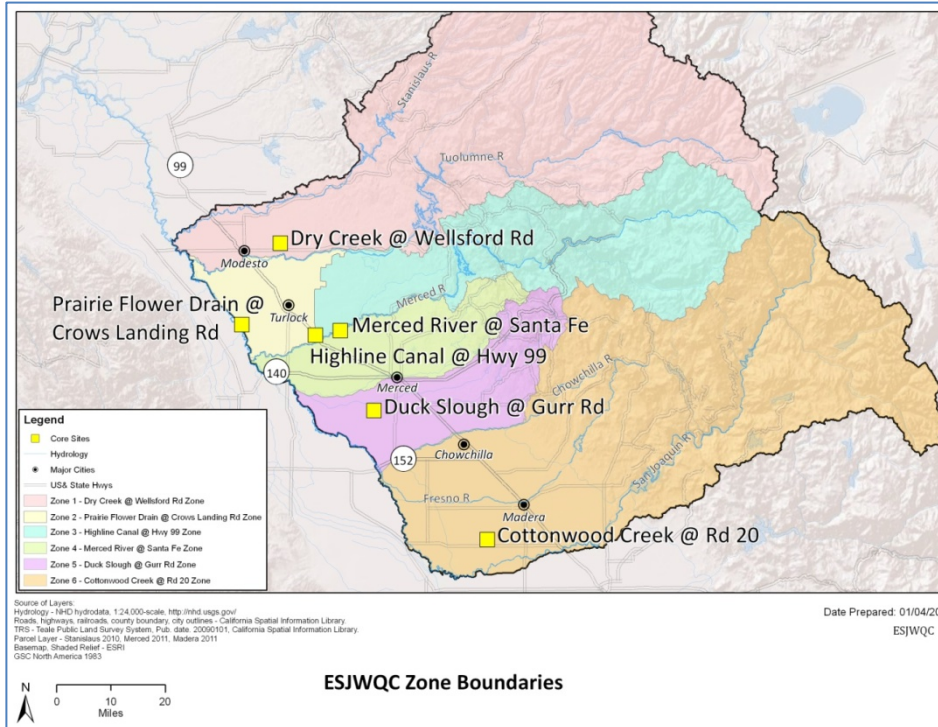 Stanislaus R
Tuolumne R
99
Dry Creek @ Wellsford Rd
Modesto
Merced R
Prairie Flower Drain @
Crows Landing Rd
Turlock
Merced River @ Santa Fe
Highline Canal @ Hwy 99
140
Merced
Chowchilla R
Duck Slough @ Gurr Rd
152
Chowchilla
San Joaquin R
Fresno R
Madera
Cottonwood Creek @ Rd 20
Legend
Core Sites
Hydrology
Major Cities
US& State Hwys
Zone 1 - Dry Creek @ Wellsford Rd Zone
Zone 2 - Prairie Flower Drain @ Crows Landing Rd Zone
Zone 3 - Highline Canal @ Hwy 99 Zone
Zone 4 - Merced River @ Santa Fe Zone
Zone 5 - Duck Slough @ Gurr Rd Zone
Zone 6 - Cottonwood Creek @ Rd 20 Zone
Source of Layers:
Hydrology - NHD hydrodata, 1:24,000-scale, http://nhd.usgs.gov/
Roads, highways, railroads, county boundary, city outlines - California Spatial Information Library.
TRS - Teale Public Land Survey System, Pub. date: 20090101, California Spatial Information Library.
Parcel Layer - Stanislaus 2010, Merced 2011, Madera 2011
Basemap, Shaded Relief - ESRI
GSC North America 1983
Date Prepared: 01/04/20
ESJWQC
N
0 10 20
Miles
ESJWQC Zone Boundaries